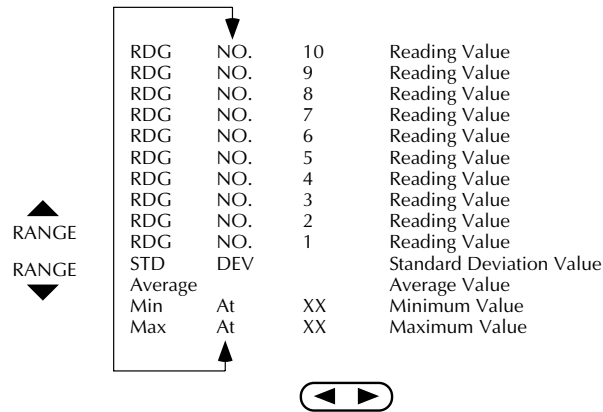 RDG NO. 10 Reading Value
RDG NO. 9 Reading Value
RDG NO. 8 Reading Value
RDG NO. 7 Reading Value
RDG NO. 6 Reading Value
RDG NO. 5 Reading Value
RDG NO. 4 Reading Value
RDG NO. 3 Reading Value
RDG NO. 2 Reading Value
RDG NO. 1 Reading Value
STD DEV Standard Deviation Value
Average Average Value
Min At XX Minimum Value
Max At XX Maximum Value
RANGE
RANGE